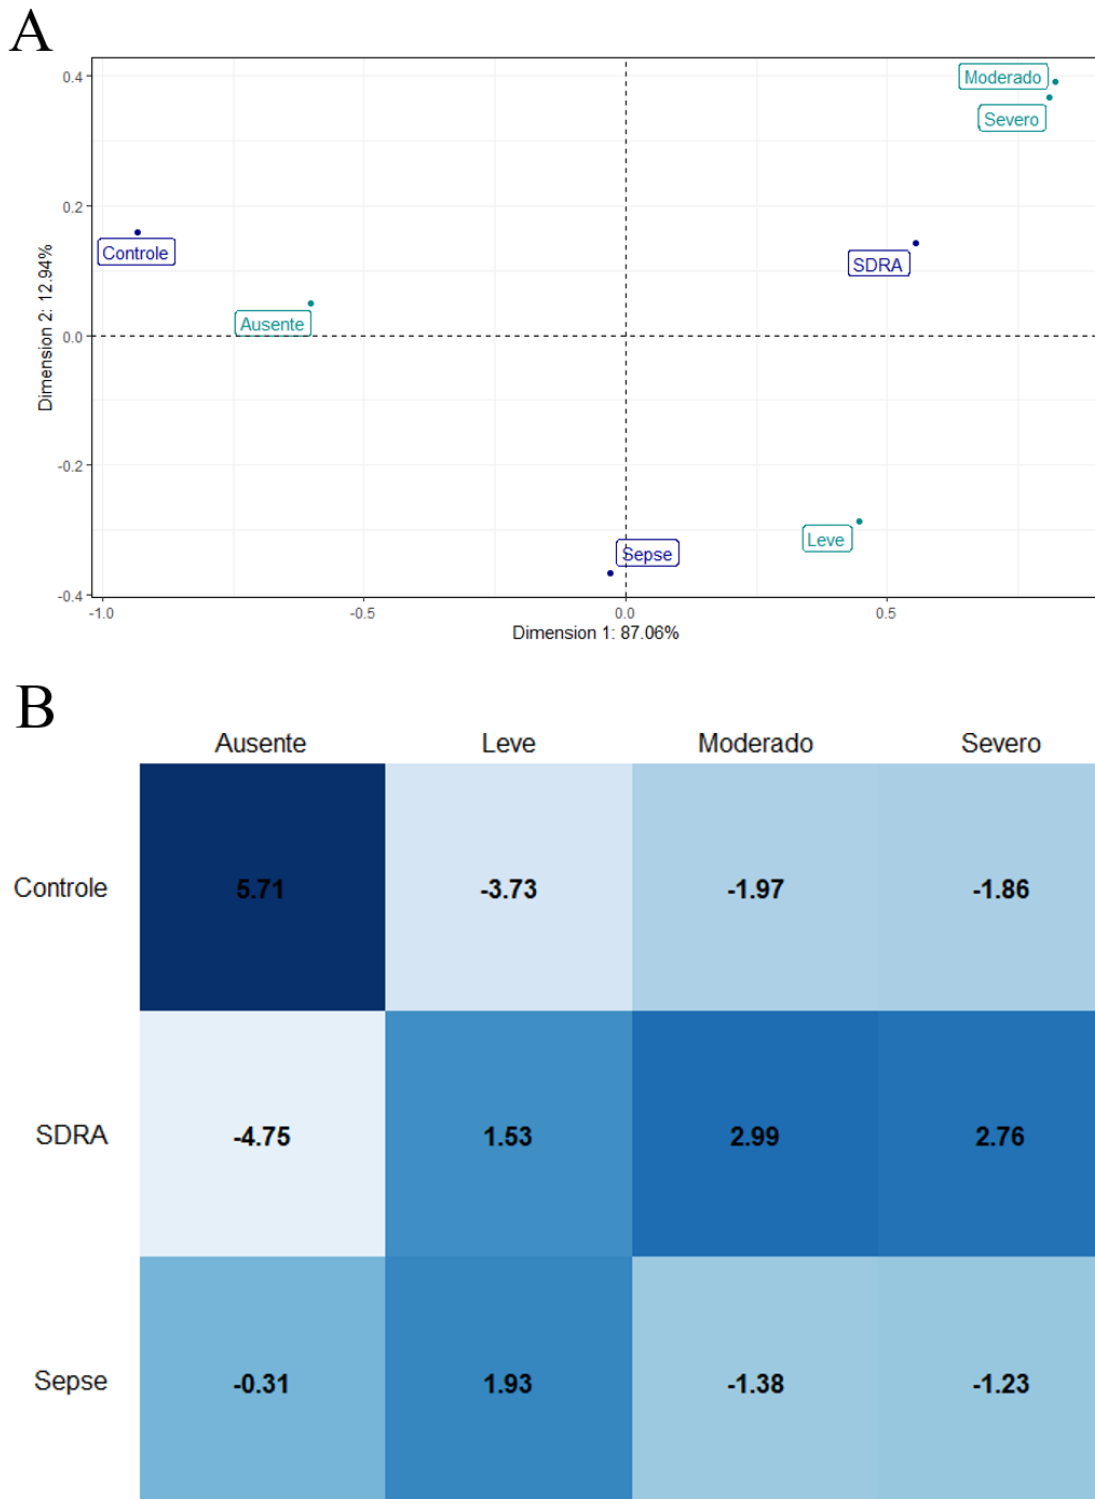 A
0.4
0.2
0.0
-0.2
-0.4
Dimension 2: 12.94%
Moderado
Severo
Controle
SDRA
Ausente
Sepse
Leve
-1.0 -0.5 0.0 0.5
Dimension 1: 87.06%
B
Ausente Leve Moderado Severo
Controle 5.71 -3.73 -1.97 -1.86
SDRA -4.75 1.53 2.99 2.76
Sepse -0.31 1.93 -1.38 -1.23